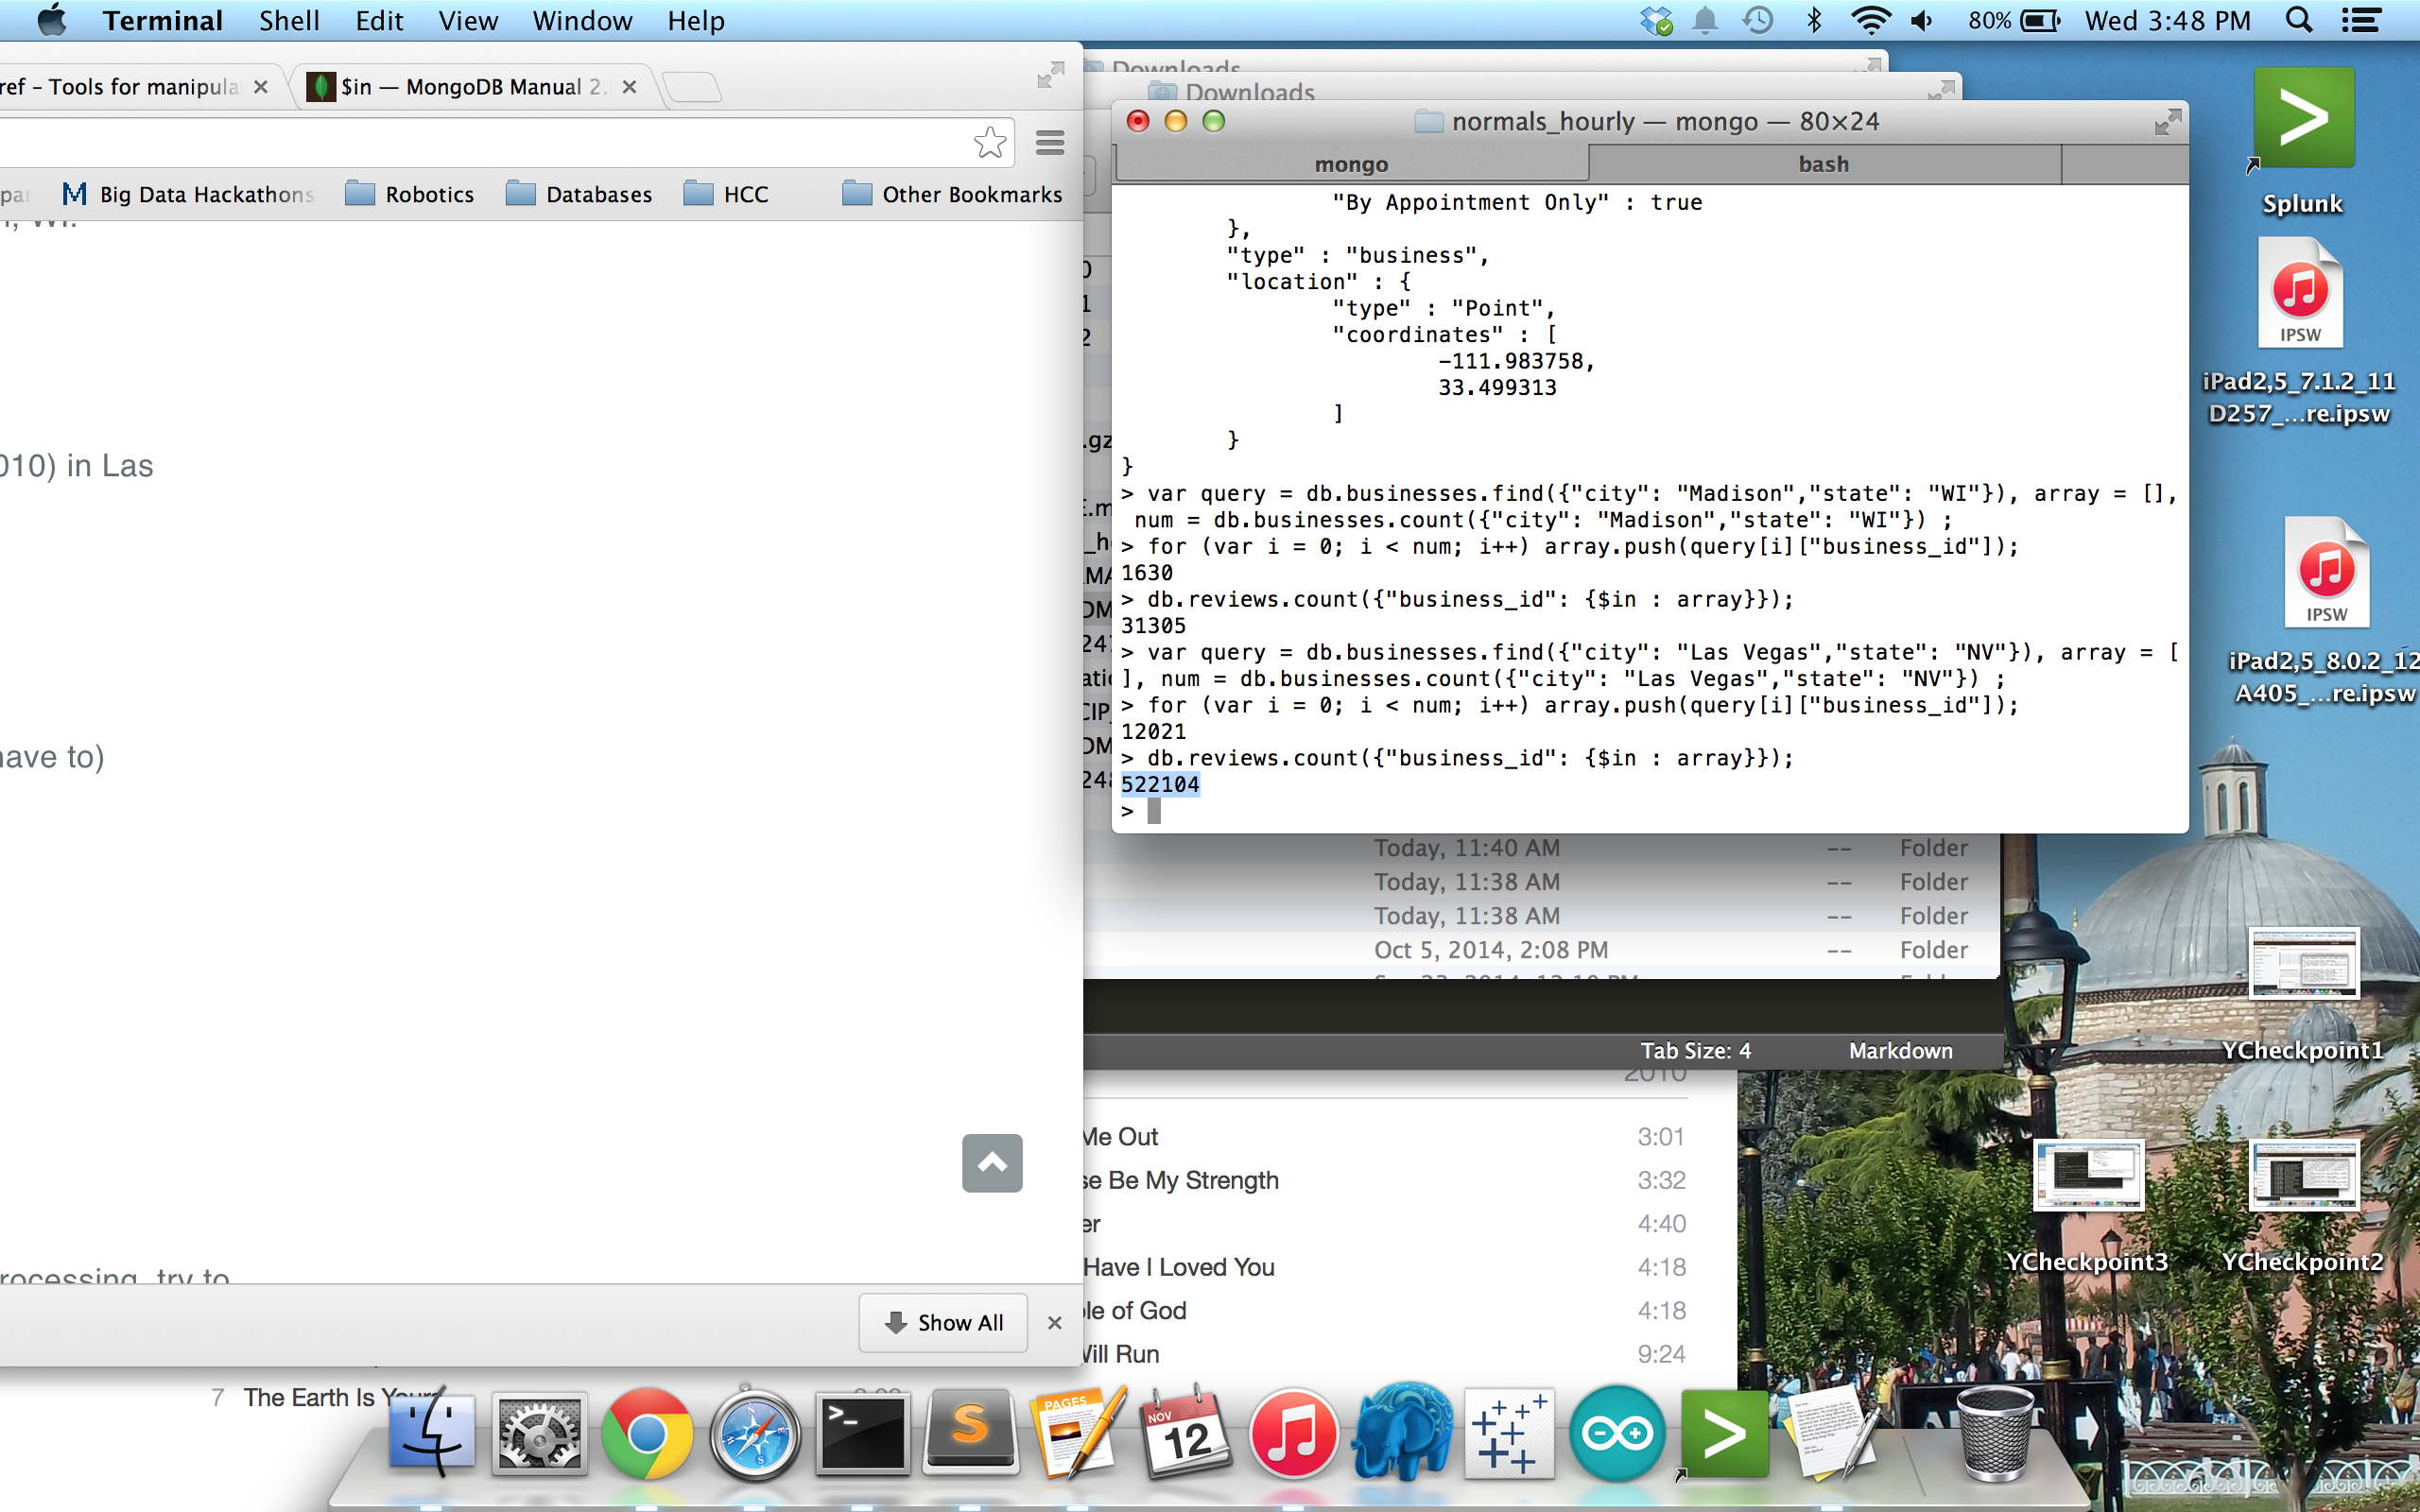 Terminal Shell Edit View Window Help
80% Wed 3:48 PM
ref – Tools for manipula
$in — MongoDB Manual 2.
Big Data Hackathons Robotics Databases HCC Other Bookmarks
010) in Las
have to)
rocessing, try to
Show All
Downloads
Downloads
normals_hourly — mongo — 80×24
mongo bash
"By Appointment Only" : true
},
"type" : "business",
"location" : {
"type" : "Point",
"coordinates" : [
-111.983758,
33.499313
]
}
}
> var query = db.businesses.find({"city": "Madison","state": "WI"}), array = [],
num = db.businesses.count({"city": "Madison","state": "WI"}) ;
> for (var i = 0; i < num; i++) array.push(query[i]["business_id"]);
1630
> db.reviews.count({"business_id": {$in : array}});
31305
> var query = db.businesses.find({"city": "Las Vegas","state": "NV"}), array = [
], num = db.businesses.count({"city": "Las Vegas","state": "NV"}) ;
> for (var i = 0; i < num; i++) array.push(query[i]["business_id"]);
12021
> db.reviews.count({"business_id": {$in : array}});
522104
>
Today, 11:40 AM -- Folder
Today, 11:38 AM -- Folder
Today, 11:38 AM -- Folder
Oct 5, 2014, 2:08 PM -- Folder
Tab Size: 4 Markdown
2010
Me Out 3:01
se Be My Strength 3:32
er 4:40
Have I Loved You 4:18
ple of God 4:18
Will Run 9:24
7 The Earth Is Yours
Splunk
IPSW
iPad2,5_7.1.2_11
D257_...re.ipsw
IPSW
iPad2,5_8.0.2_12
A405_...re.ipsw
YCheckpoint1
YCheckpoint3
YCheckpoint2
PAGES
NOV
12